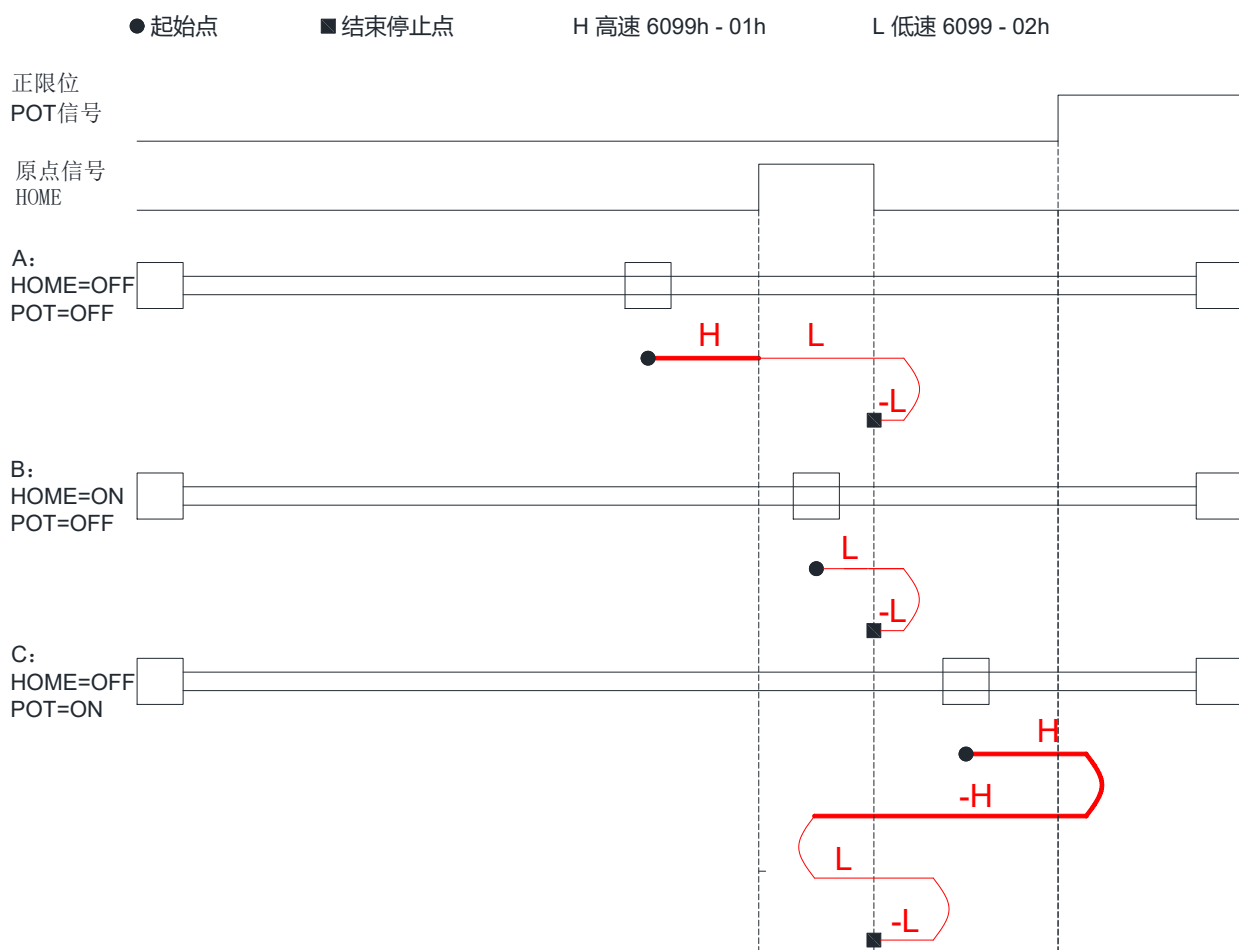 起始点 结束停止点 H 高速 6099h - 01h L 低速 6099 - 02h
正限位
POT信号
原点信号
HOME
A：
HOME=OFF
POT=OFF
H L
-L
B：
HOME=ON
POT=OFF
L
-L
C：
HOME=OFF
POT=ON
H
-H
L
-L